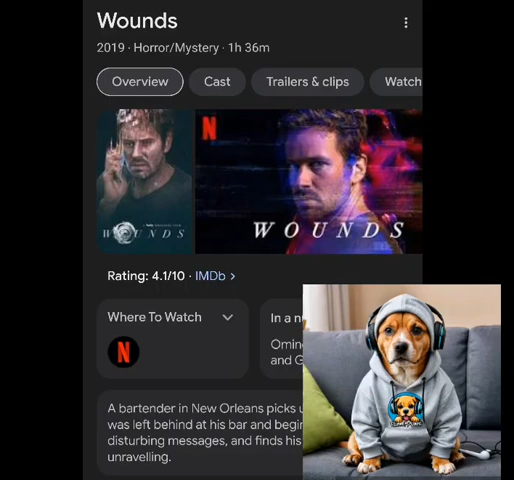 Wounds
2019 · Horror/Mystery · 1h 36m
Overview
Cast
Trailers & clips
Watch
N
WOUNDS
N
WOUNDS
Rating: 4.1/10 · IMDb >
Where To Watch
In a n
N
Omin
and G
A bartender in New Orleans picks u
was left behind at his bar and begin
disturbing messages, and finds his
unravelling.